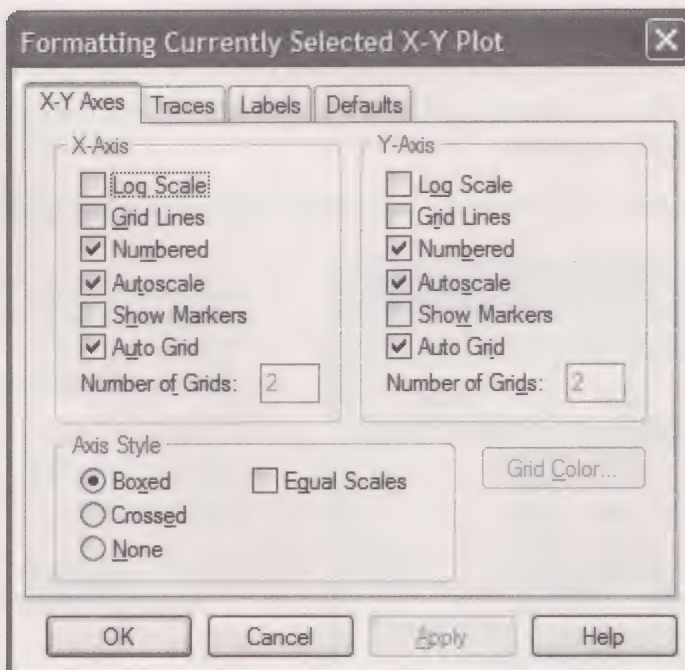 Formatting Currently Selected X-Y Plot
X-Y Axes Traces Labels Defaults
X-Axis
Log Scale
Grid Lines
Numbered
Autoscale
Show Markers
Auto Grid
Number of Grids: 2
Y-Axis
Log Scale
Grid Lines
Numbered
Autoscale
Show Markers
Auto Grid
Number of Grids: 2
Axis Style
Boxed
Equal Scales
Crossed
None
Grid Color...
OK Cancel Apply Help